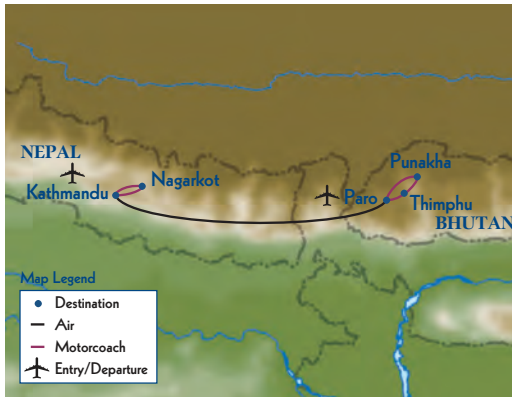 NEPAL
Punakha
Nagarkot
Kathmandu
Paro
Thimphu
BHUTAN
Map Legend
Destination
Air
Motorcoach
Entry/Departure